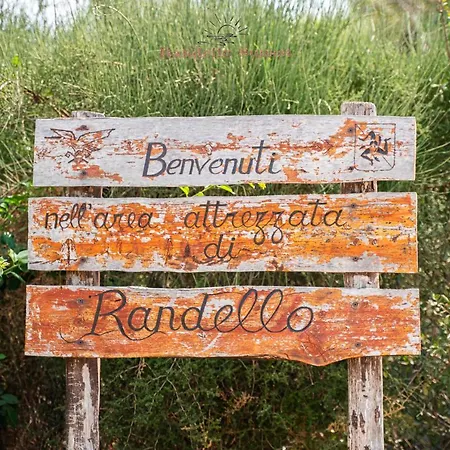 Benvenuti
nell'area attrezzata
di
Randello